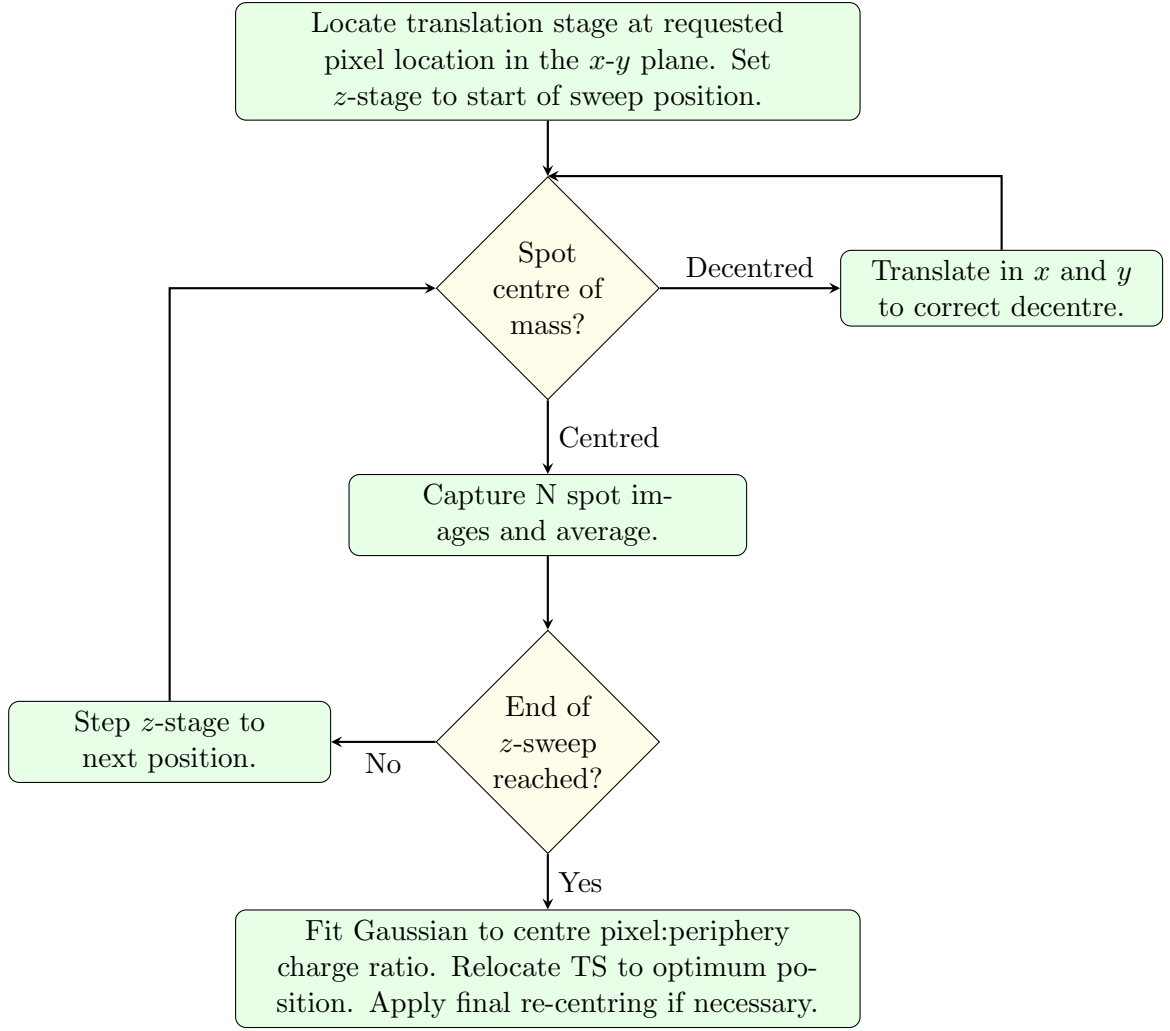 Locate translation stage at requested
pixel location in the x-y plane. Set
z-stage to start of sweep position.
Spot
centre of
mass?
Decentred
Translate in x and y
to correct decentre.
Centred
Capture N spot im-
ages and average.
End of
z-sweep
reached?
No
Step z-stage to
next position.
Yes
Fit Gaussian to centre pixel:periphery
charge ratio. Relocate TS to optimum po-
sition. Apply final re-centring if necessary.